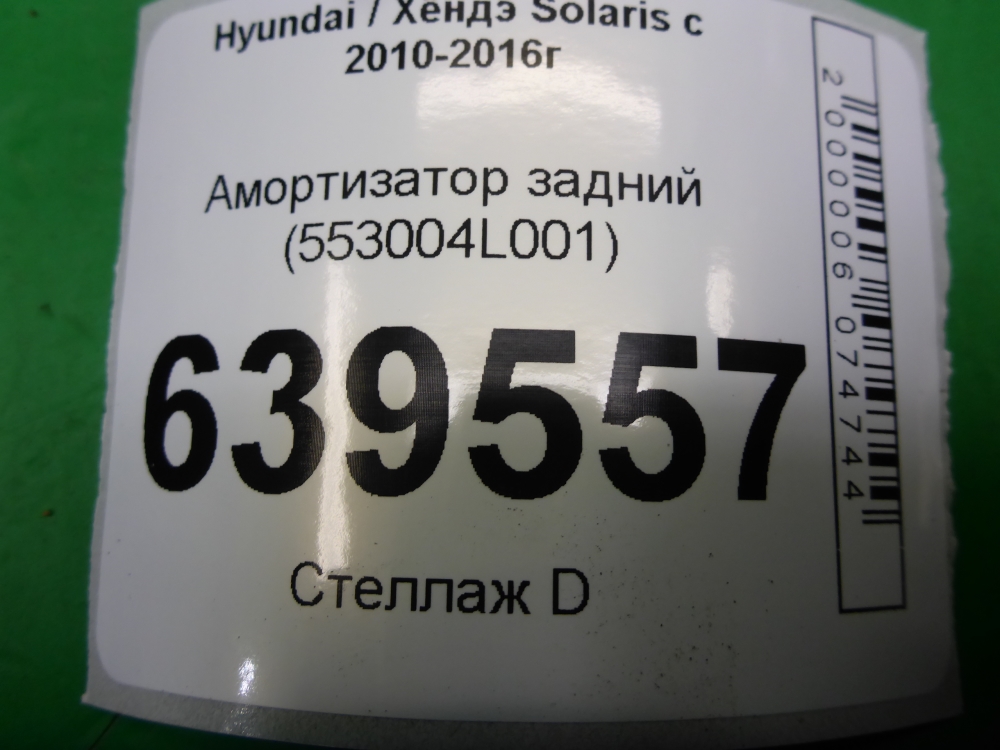 Hyundai / Хендэ Solaris с
2010-2016г
Амортизатор задний
(553004L001)
639557
Стеллаж D
2000006074744